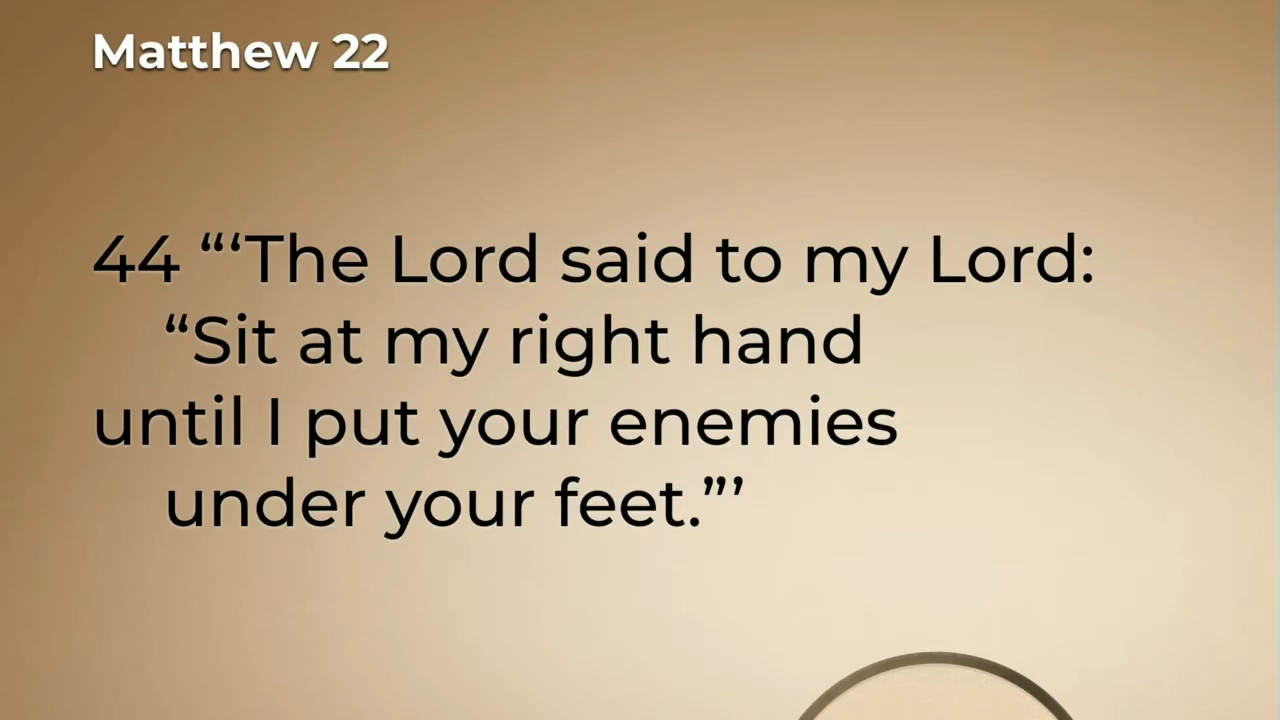 Matthew 22
44 “‘The Lord said to my Lord:
“Sit at my right hand
until I put your enemies
under your feet.”’